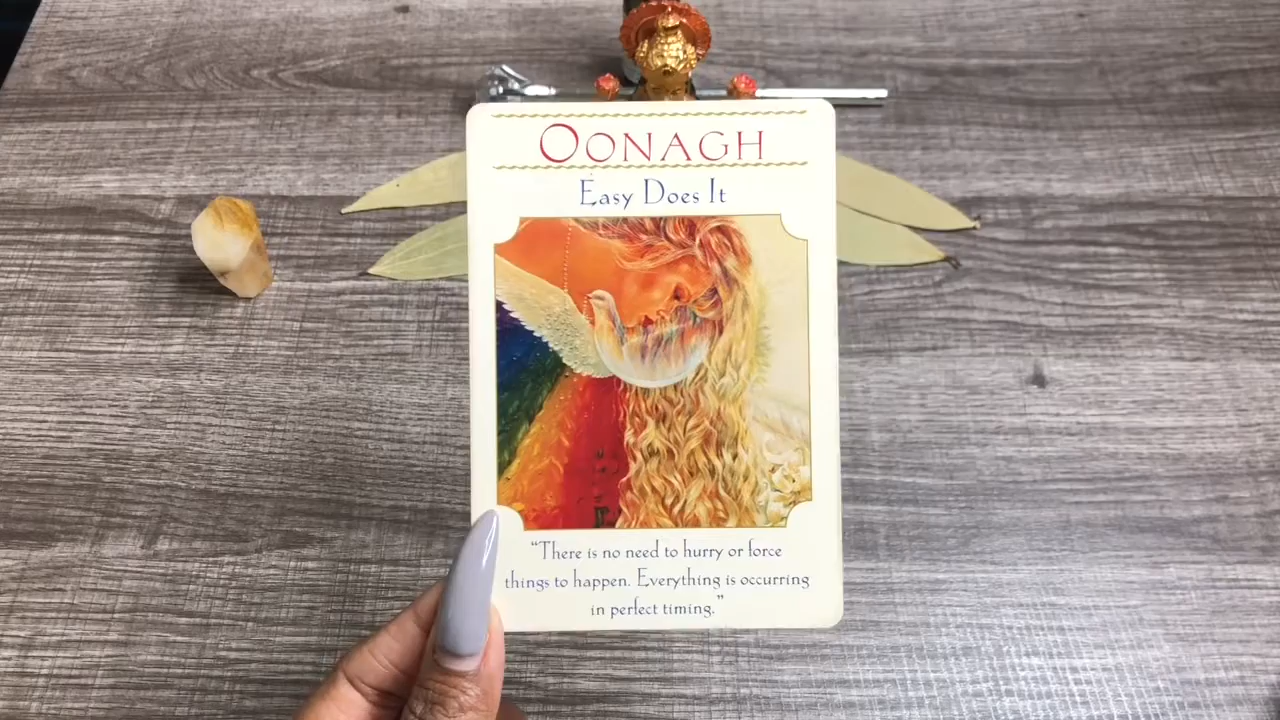 OONAGH
Easy Does It
“There is no need to hurry or force
things to happen. Everything is occurring
in perfect timing.”